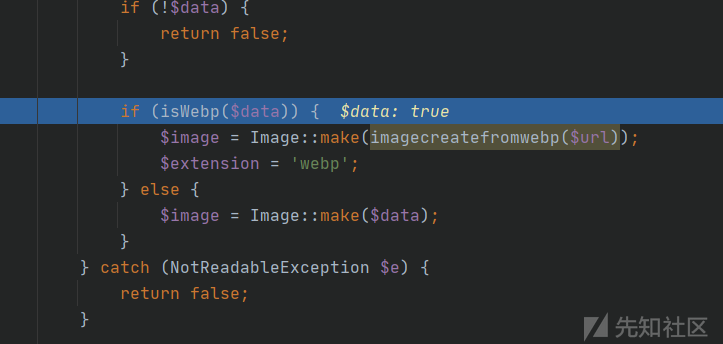 if (!$data) {
return false;
}
if (isWebp($data)) {  $data: true
$image = Image::make(imagecreatefromwebp($url));
$extension = 'webp';
} else {
$image = Image::make($data);
}
} catch (NotReadableException $e) {
return false;
}
先知社区